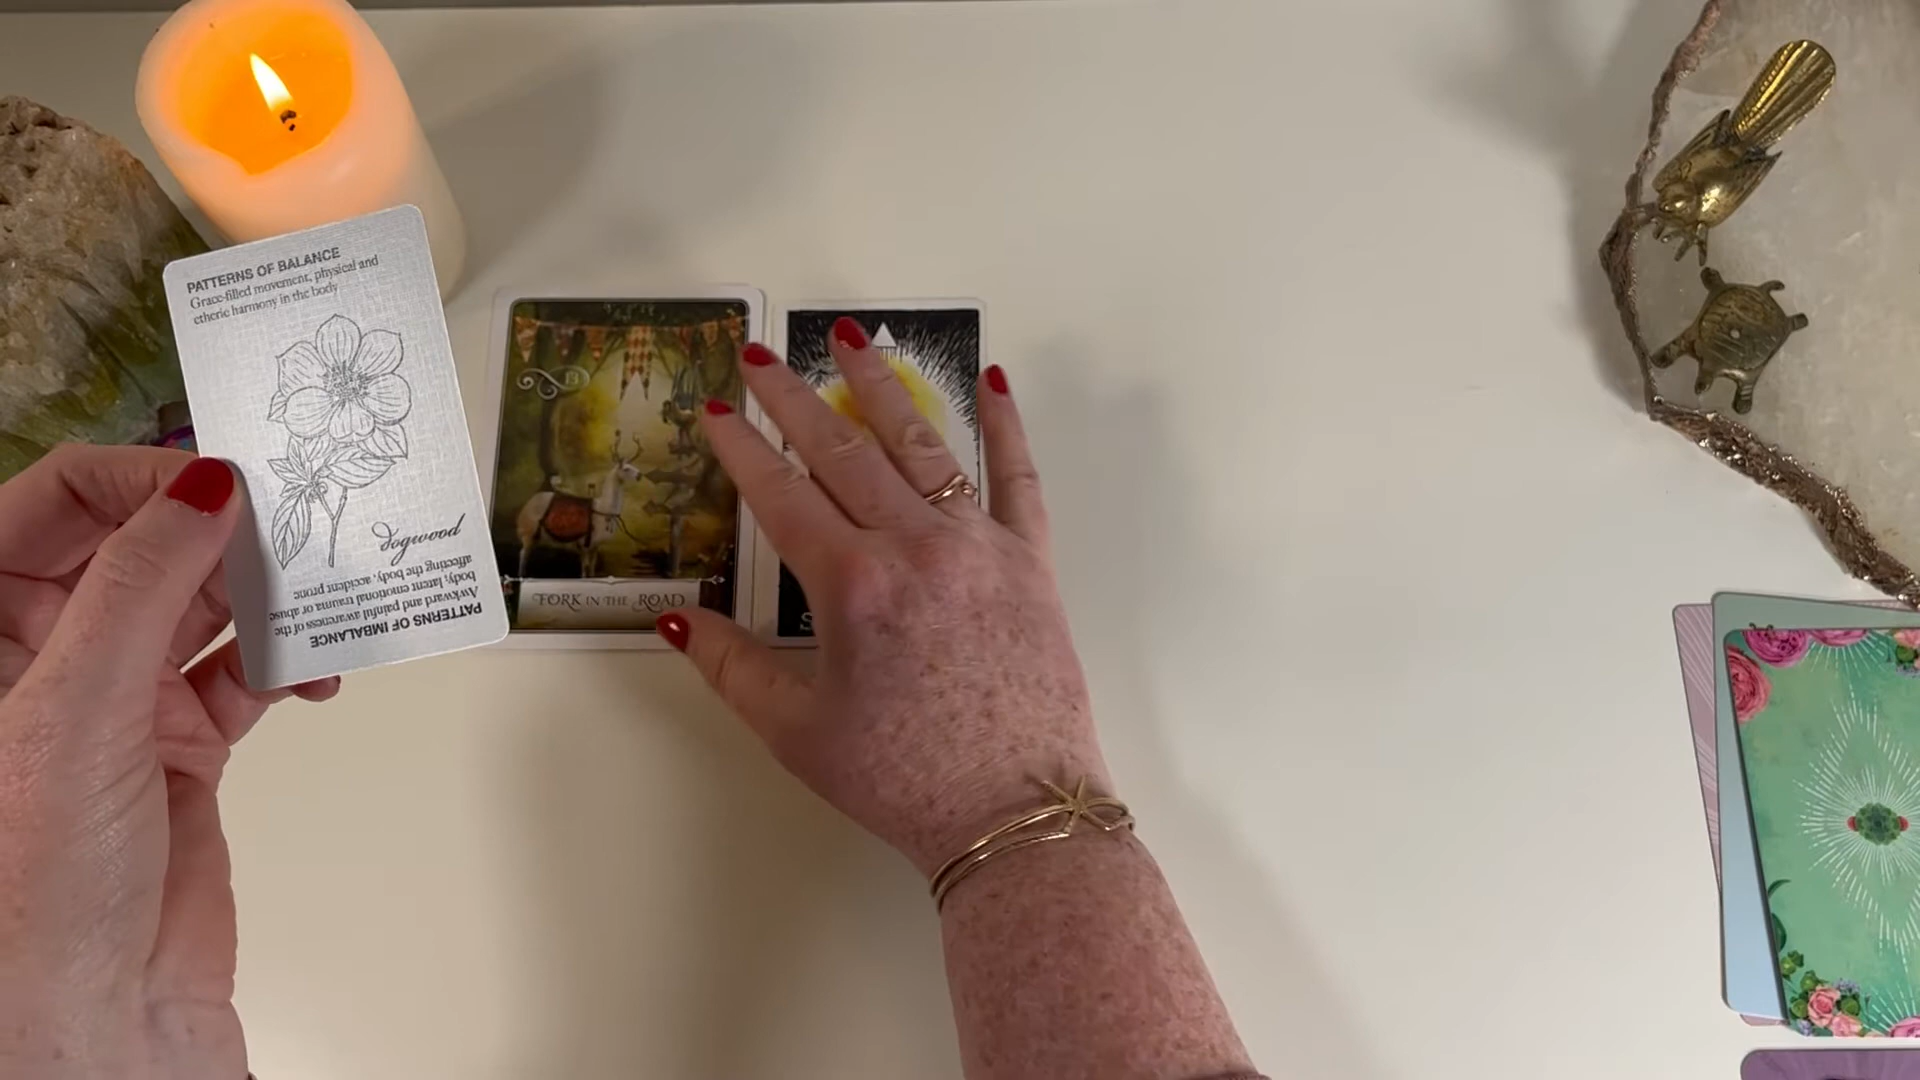 PATTERNS OF BALANCE
Grace-filled movement, physical and
etheric harmony in the body
dogwood
PATTERNS OF IMBALANCE
Awkward and painful awareness of the
body, latent emotional trauma or abuse
affecting the body, accident prone
13
FORK IN THE ROAD
S